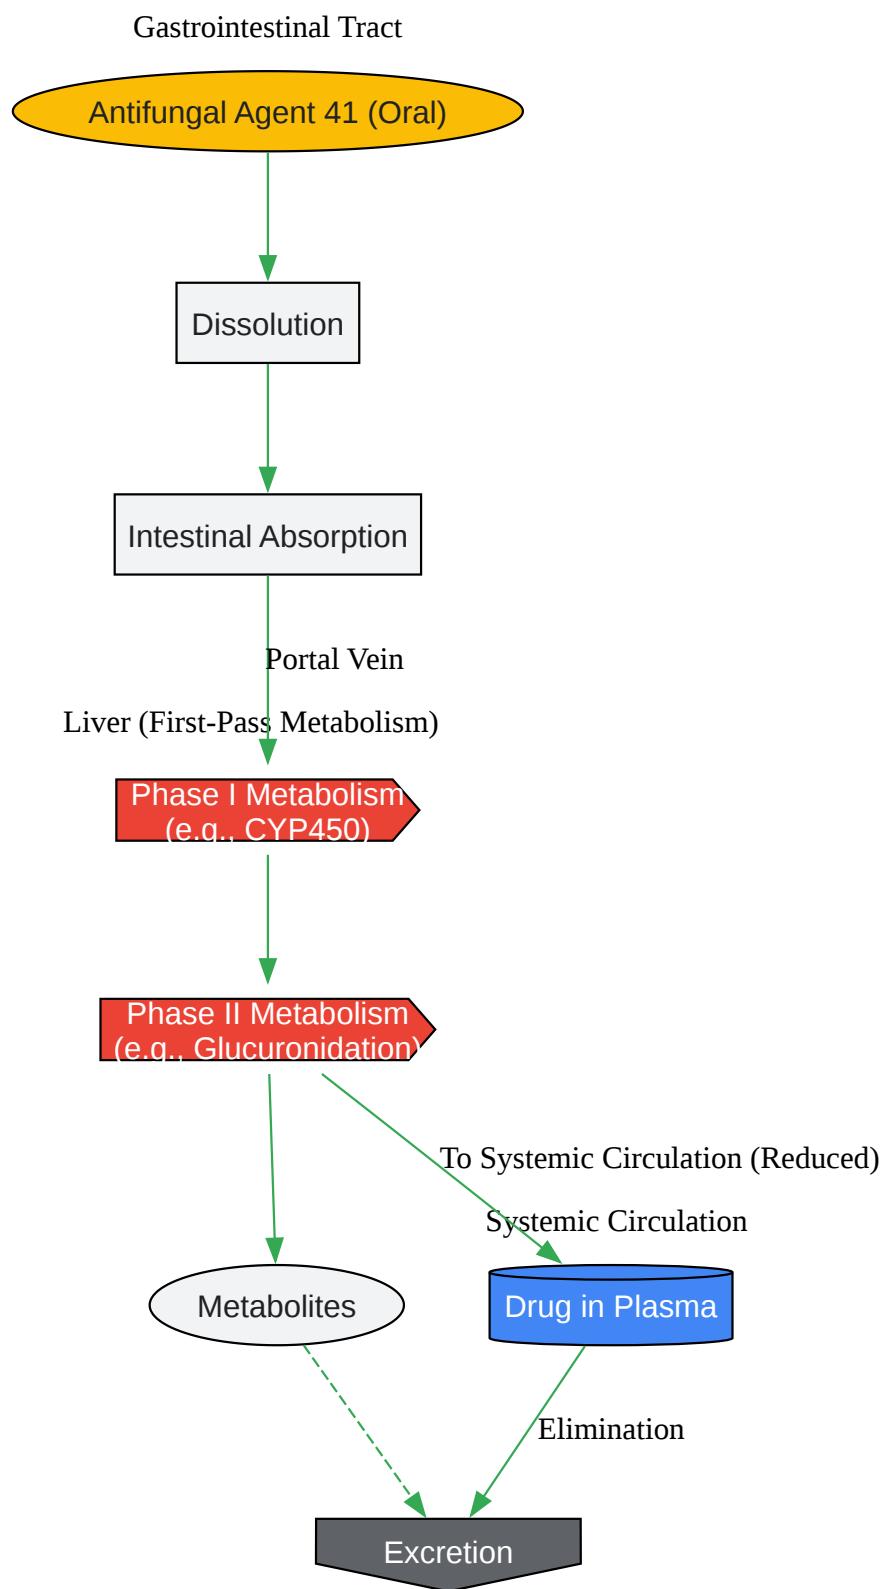 Gastrointestinal Tract
Antifungal Agent 41 (Oral)
Dissolution
Intestinal Absorption
Portal Vein
Liver (First-Pass Metabolism)
Phase I Metabolism
(e.g., CYP450)
Phase II Metabolism
(e.g., Glucuronidation)
To Systemic Circulation (Reduced)
Systemic Circulation
Metabolites
Drug in Plasma
Elimination
Excretion